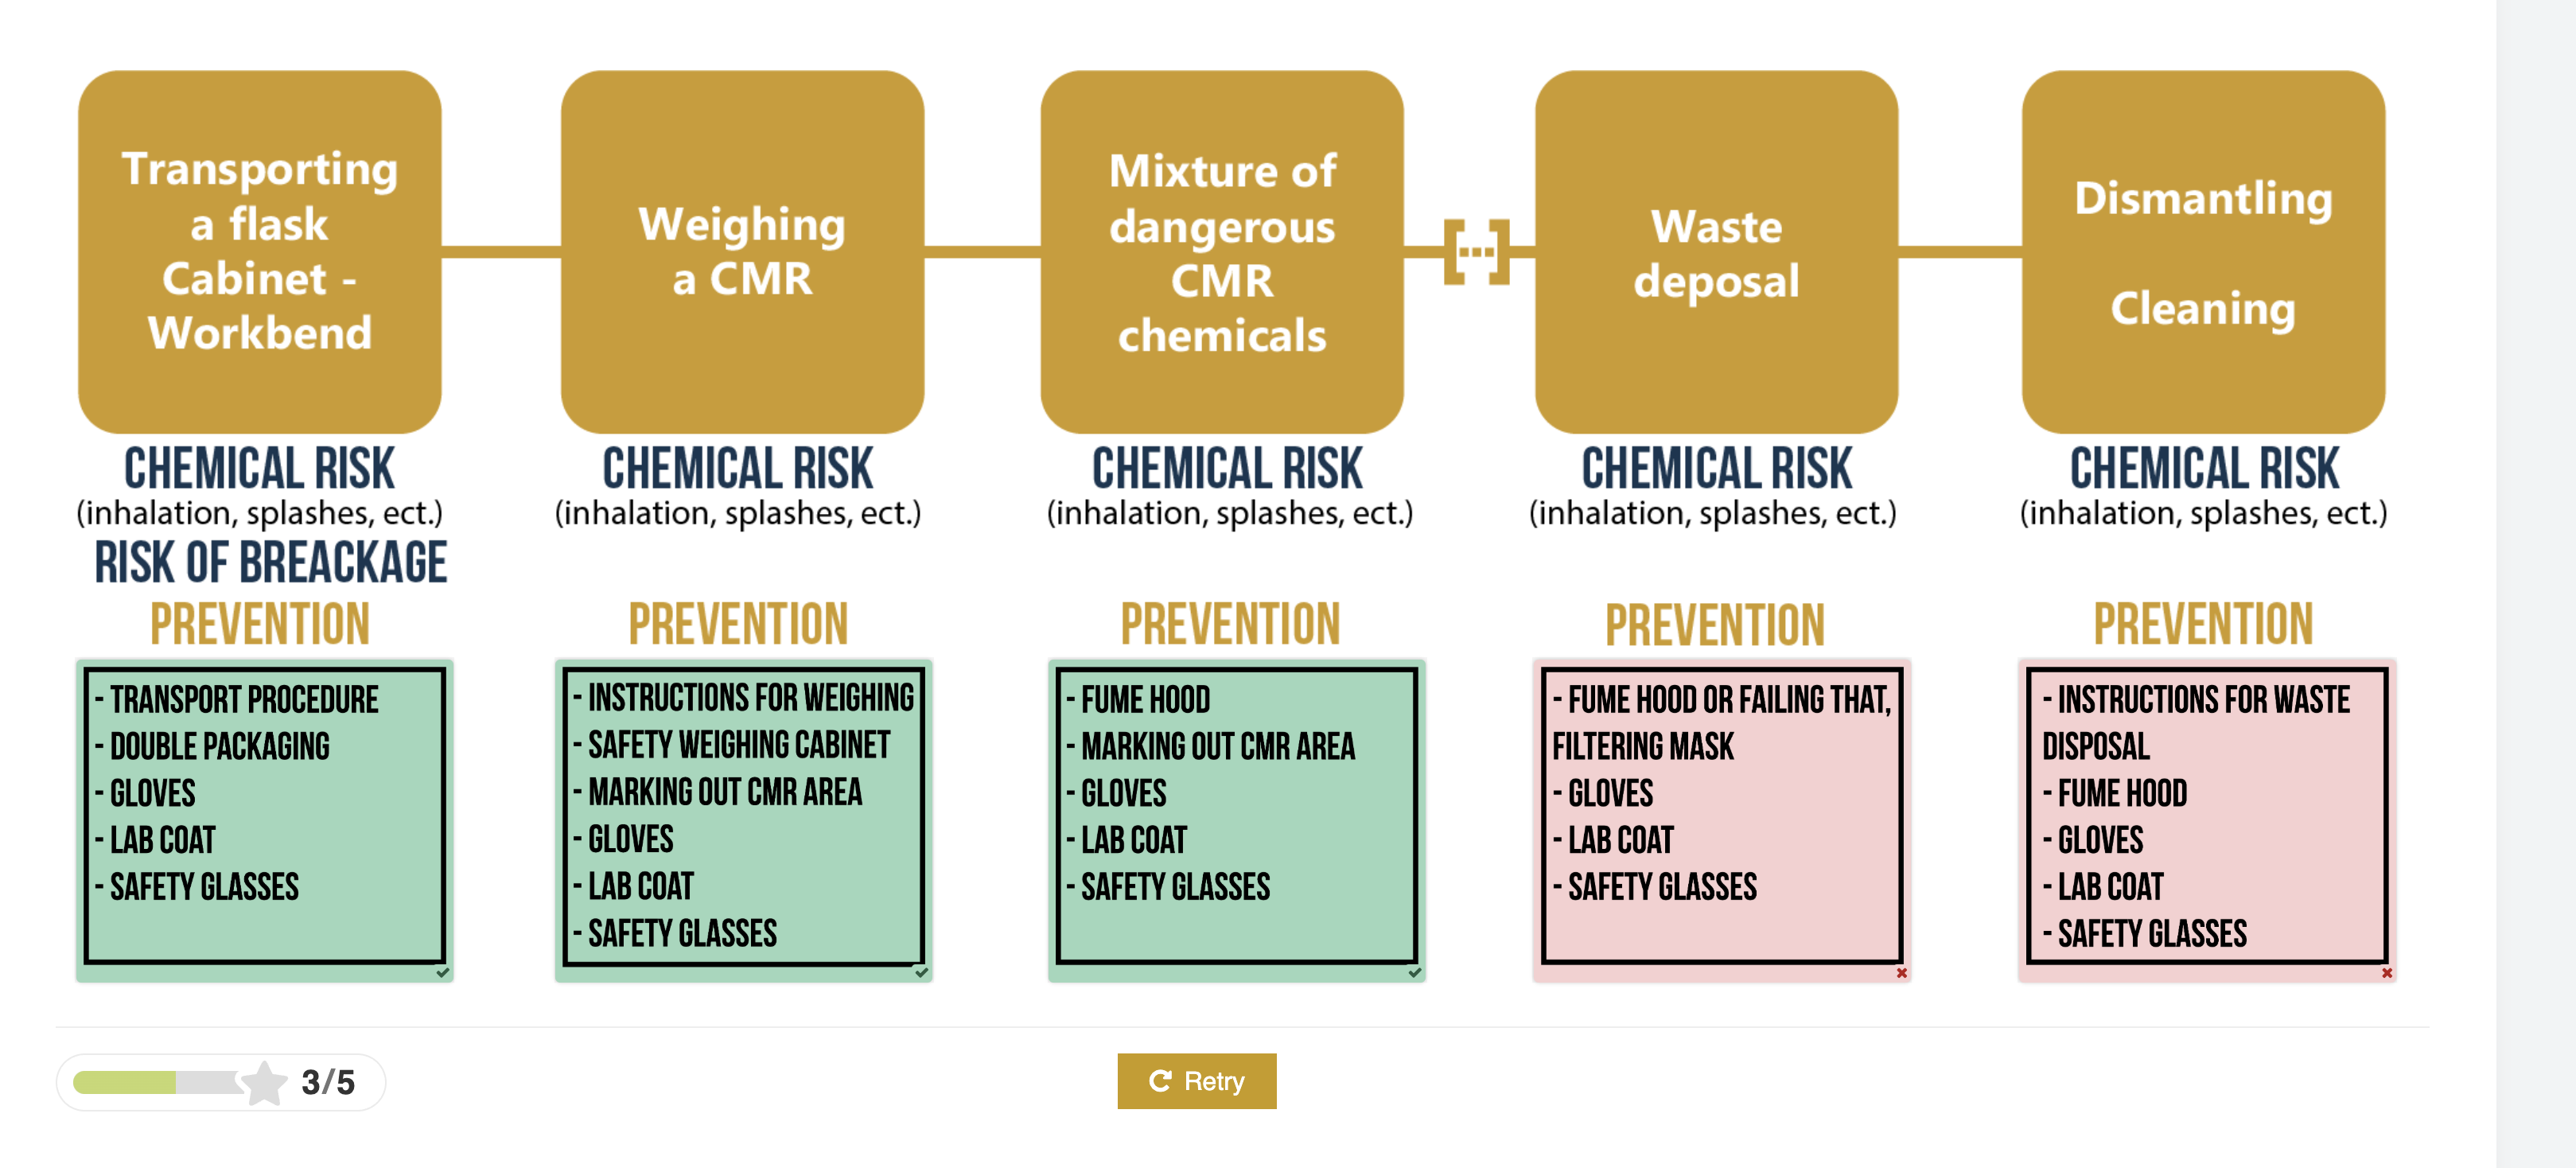 Transporting
a flask
Cabinet -
Workbend
Weighing
a CMR
Mixture of
dangerous
CMR
chemicals
[...]
Waste
deposal
Dismantling
Cleaning
CHEMICAL RISK
(inhalation, splashes, ect.)
RISK OF BREACKAGE
CHEMICAL RISK
(inhalation, splashes, ect.)
CHEMICAL RISK
(inhalation, splashes, ect.)
CHEMICAL RISK
(inhalation, splashes, ect.)
CHEMICAL RISK
(inhalation, splashes, ect.)
PREVENTION
- TRANSPORT PROCEDURE
- DOUBLE PACKAGING
- GLOVES
- LAB COAT
- SAFETY GLASSES
PREVENTION
- INSTRUCTIONS FOR WEIGHING
- SAFETY WEIGHING CABINET
- MARKING OUT CMR AREA
- GLOVES
- LAB COAT
- SAFETY GLASSES
PREVENTION
- FUME HOOD
- MARKING OUT CMR AREA
- GLOVES
- LAB COAT
- SAFETY GLASSES
PREVENTION
- FUME HOOD OR FAILING THAT,
FILTERING MASK
- GLOVES
- LAB COAT
- SAFETY GLASSES
PREVENTION
- INSTRUCTIONS FOR WASTE
DISPOSAL
- FUME HOOD
- GLOVES
- LAB COAT
- SAFETY GLASSES
3/5
Retry